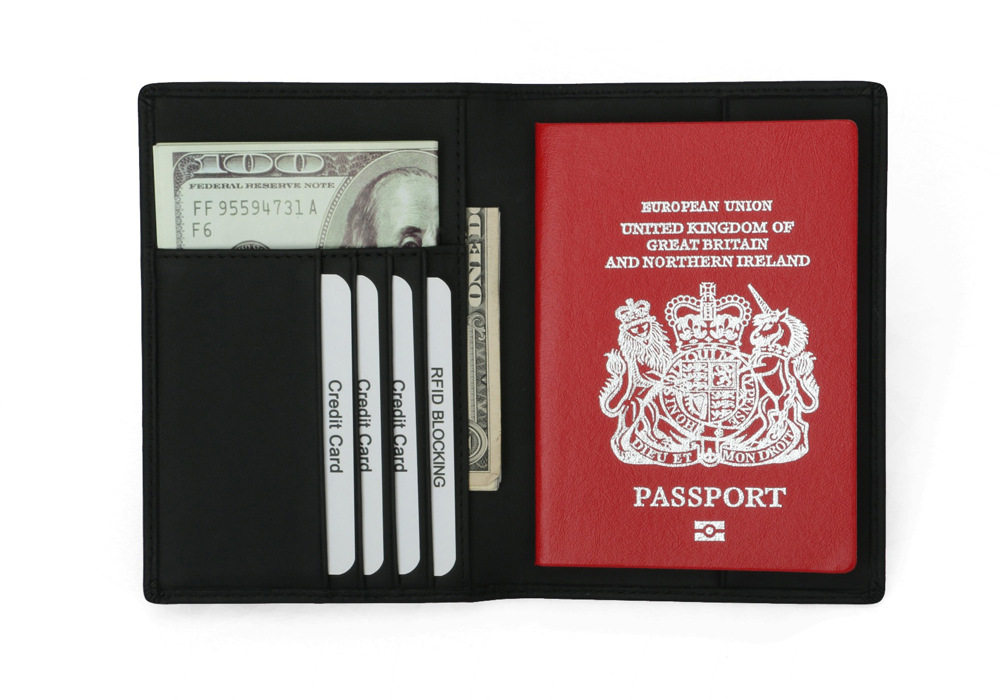 100
FEDERAL RESERVE NOTE
FF 95594731 A
F6
ONE D
Credit Card
Credit Card
Credit Card
RFID BLOCKING
EUROPEAN UNION
UNITED KINGDOM OF
GREAT BRITAIN
AND NORTHERN IRELAND
DIEU ET MON DROIT
PASSPORT